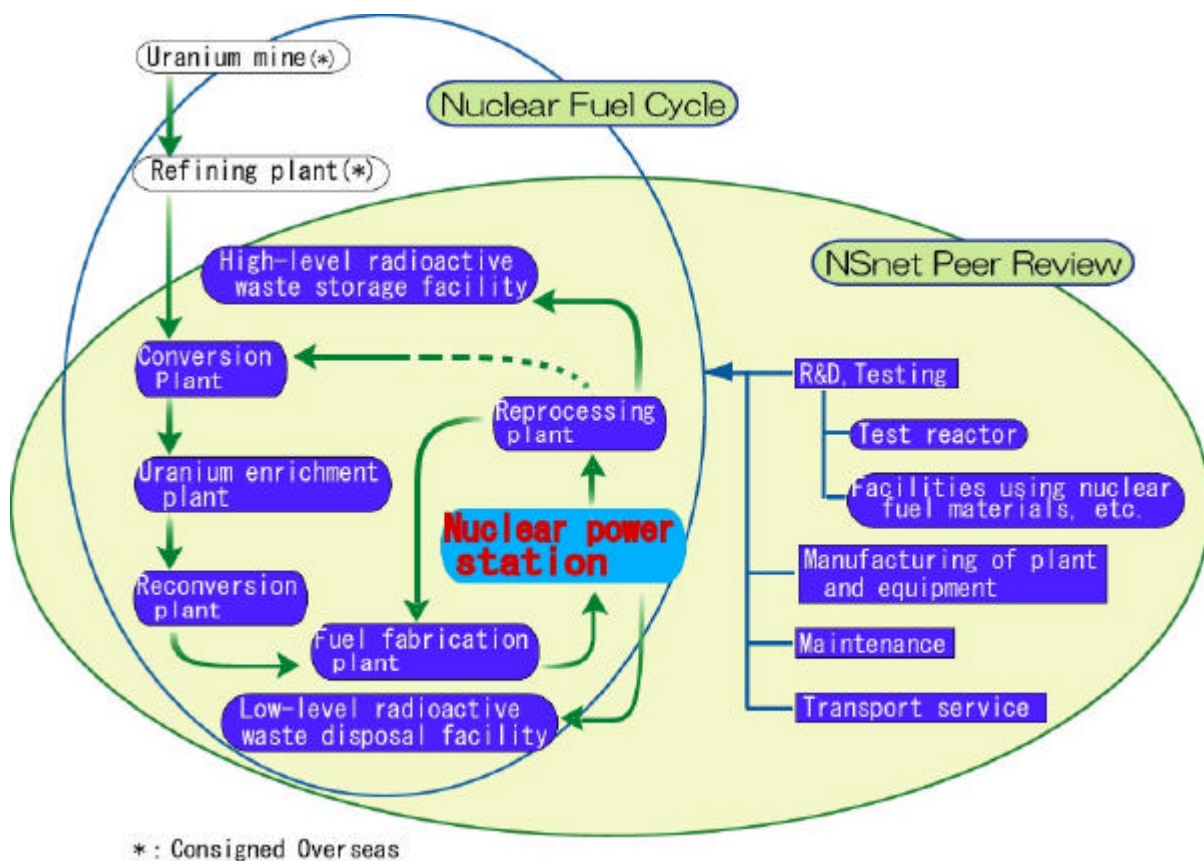 Uranium mine(*)
Nuclear Fuel Cycle
Refining plant(*)
High-level radioactive
waste storage facility
NSnet Peer Review
Conversion
Plant
R&D,Testing
Reprocessing
plant
Test reactor
Uranium enrichment
plant
Facilities using nuclear
fuel materials, etc.
Nuclear power
station
Manufacturing of plant
and equipment
Reconversion
plant
Fuel fabrication
plant
Maintenance
Low-level radioactive
waste disposal facility
Transport service
*: Consigned Overseas